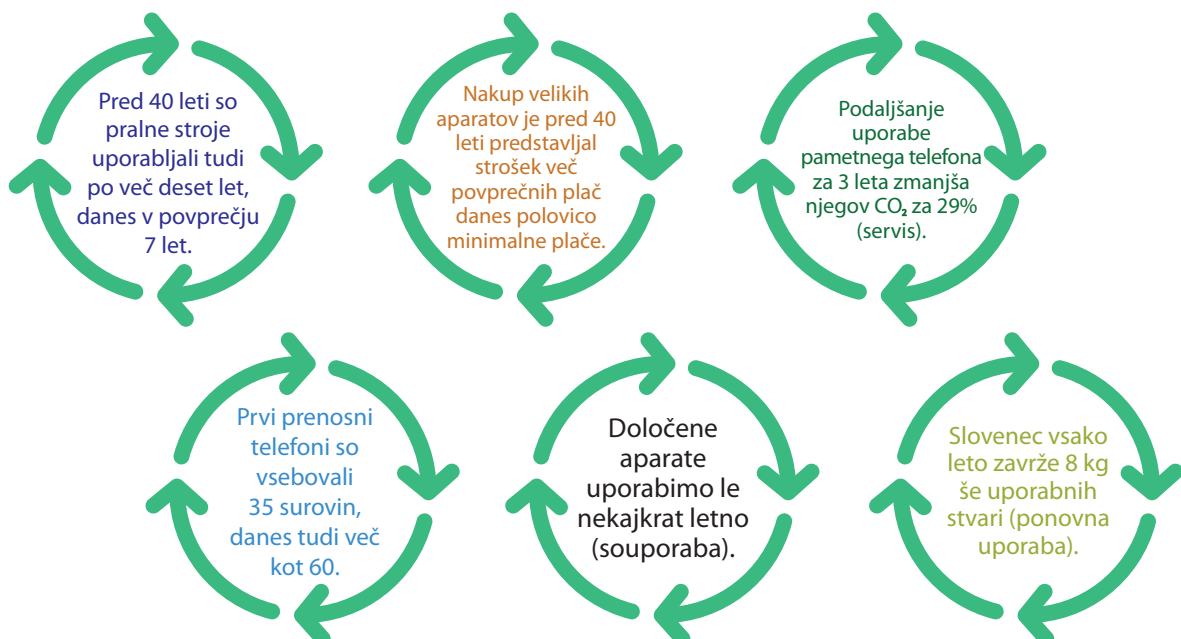 Pred 40 leti so
pralne stroje
uporabljali tudi
po več deset let,
danes v povprečju
7 let.
Nakup velikih
aparatov je pred 40
leti predstavljal
strošek več
povprečnih plač
danes polovico
minimalne plače.
Podaljšanje
uporabe
pametnega telefona
za 3 leta zmanjša
njegov CO₂ za 29%
(servis).
Prvi prenosni
telefoni so
vsebovali
35 surovin,
danes tudi več
kot 60.
Določene
aparate
uporabimo le
nekajkrat letno
(souporaba).
Slovenec vsako
leto zavrže 8 kg
še uporabnih
stvari (ponovna
uporaba).